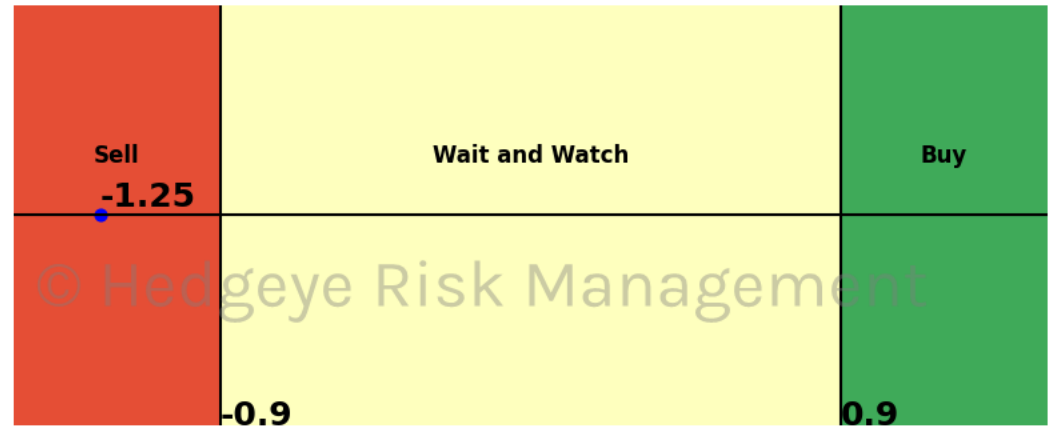 Sell
Wait and Watch
Buy
-1.25
© Hedgeye Risk Management
-0.9
0.9